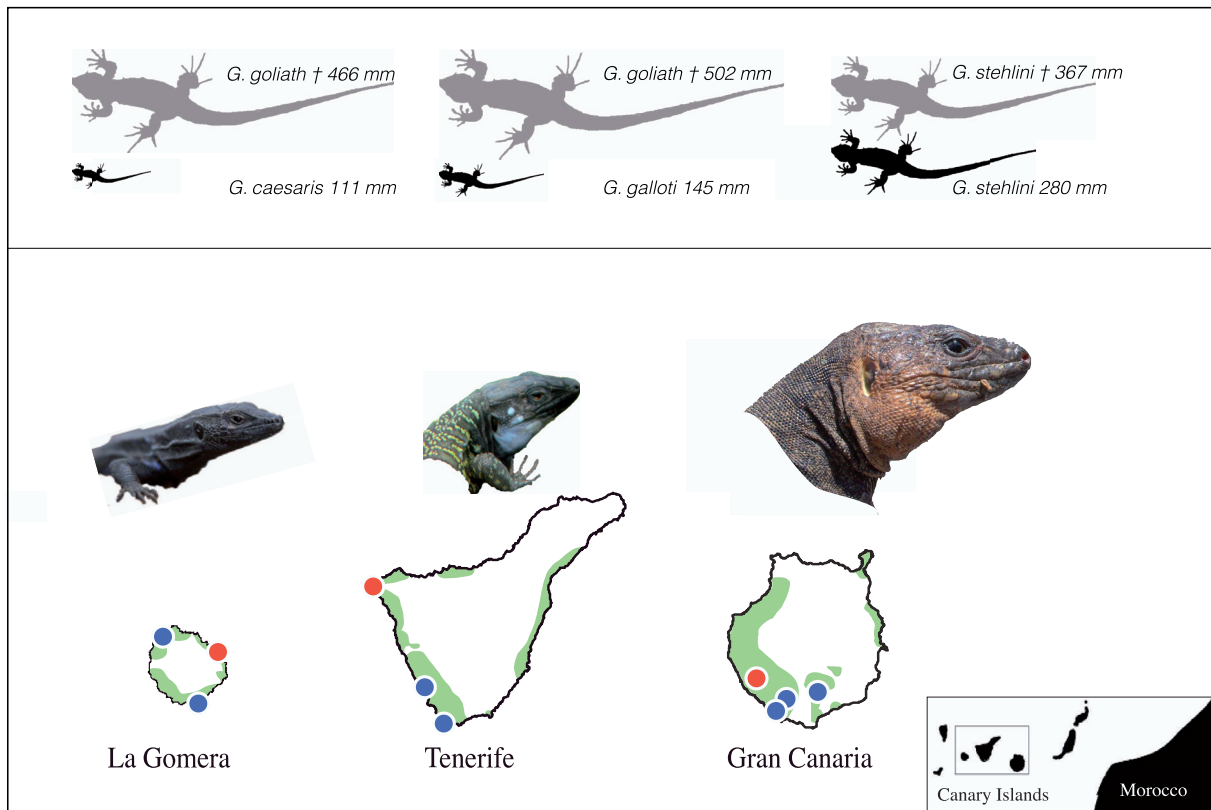 G. goliath † 466 mm
G. goliath † 502 mm
G. stehlini † 367 mm
G. caesaris 111 mm
G. galloti 145 mm
G. stehlini 280 mm
La Gomera
Tenerife
Gran Canaria
Canary Islands
Morocco